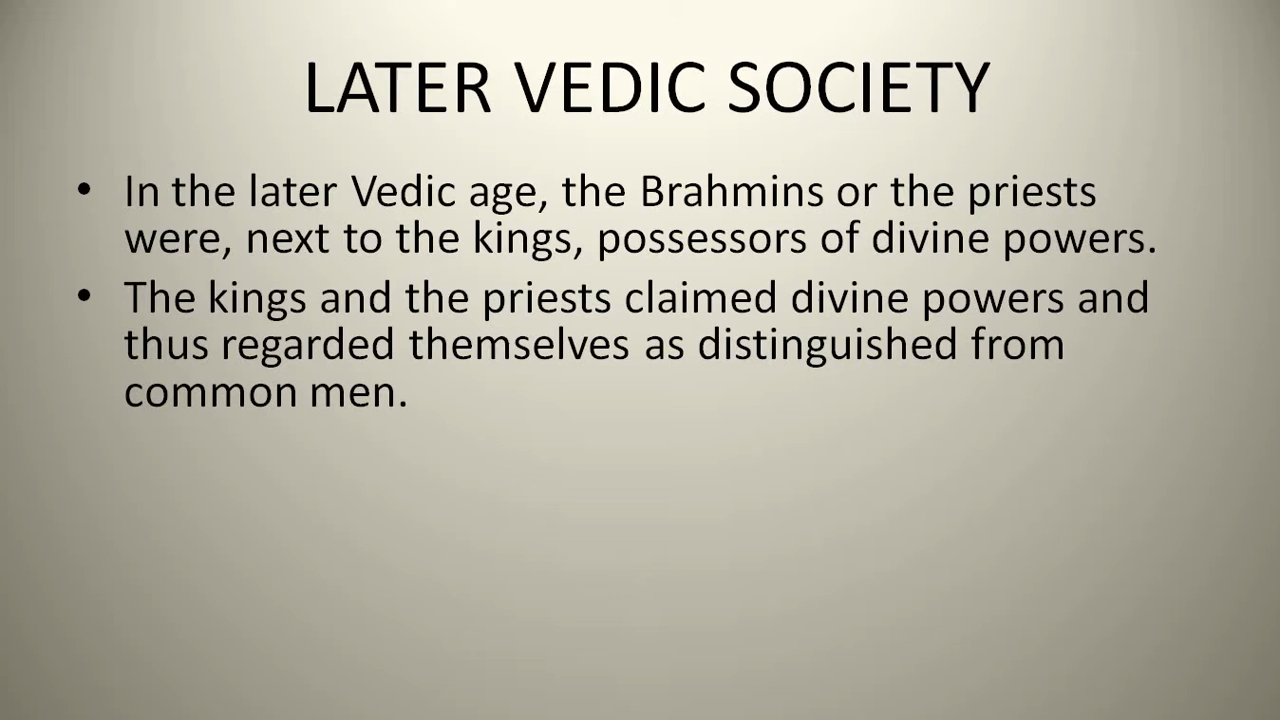 LATER VEDIC SOCIETY
• In the later Vedic age, the Brahmins or the priests
were, next to the kings, possessors of divine powers.
• The kings and the priests claimed divine powers and
thus regarded themselves as distinguished from
common men.